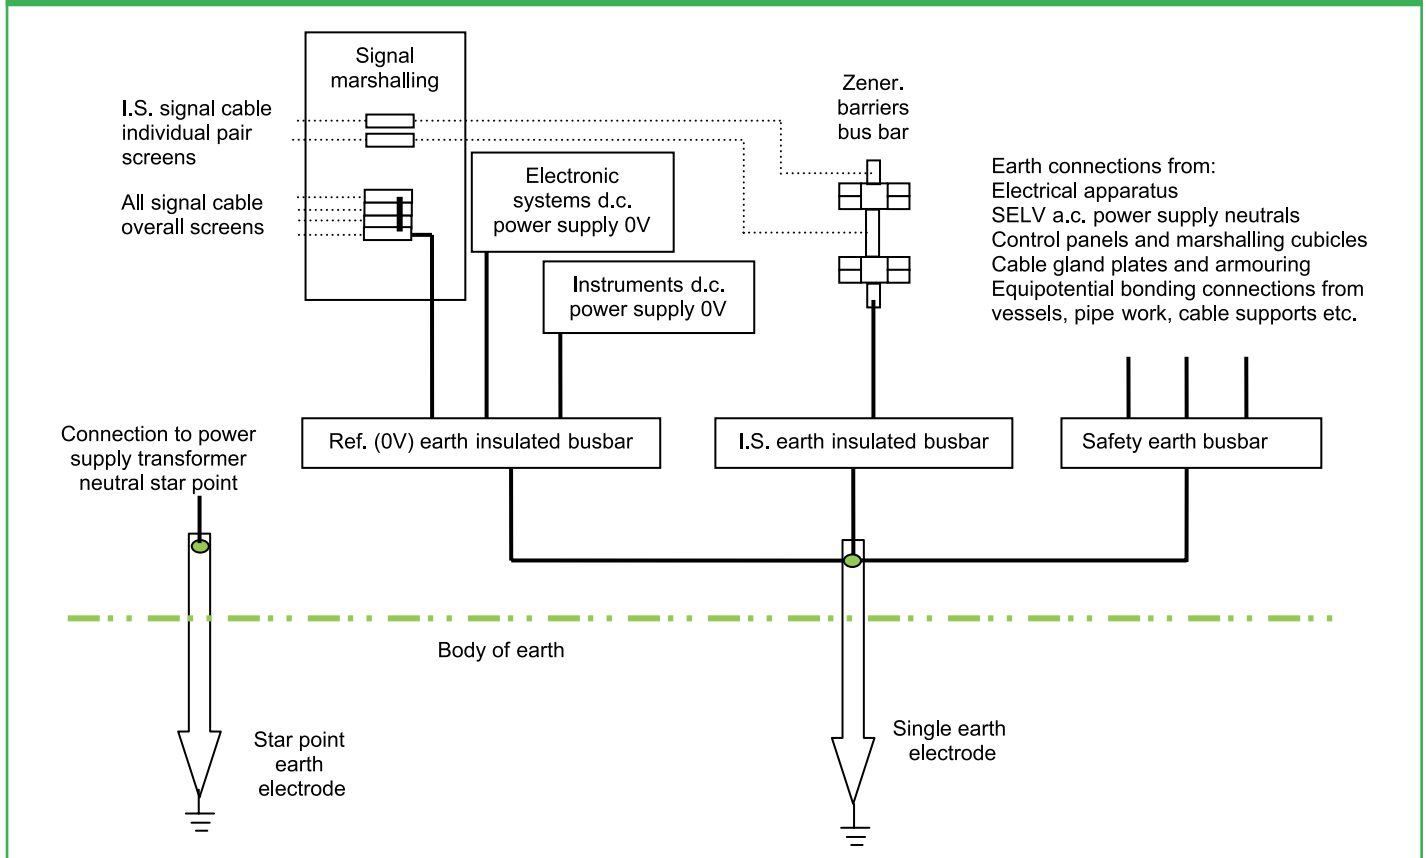 Signal
marshalling
I.S. signal cable
individual pair
screens
All signal cable
overall screens
Electronic
systems d.c.
power supply 0V
Instruments d.c.
power supply 0V
Zener.
barriers
bus bar
Earth connections from:
Electrical apparatus
SELV a.c. power supply neutrals
Control panels and marshalling cubicles
Cable gland plates and armouring
Equipotential bonding connections from
vessels, pipe work, cable supports etc.
Connection to power
supply transformer
neutral star point
Ref. (0V) earth insulated busbar
I.S. earth insulated busbar
Safety earth busbar
Body of earth
Star point
earth
electrode
Single earth
electrode